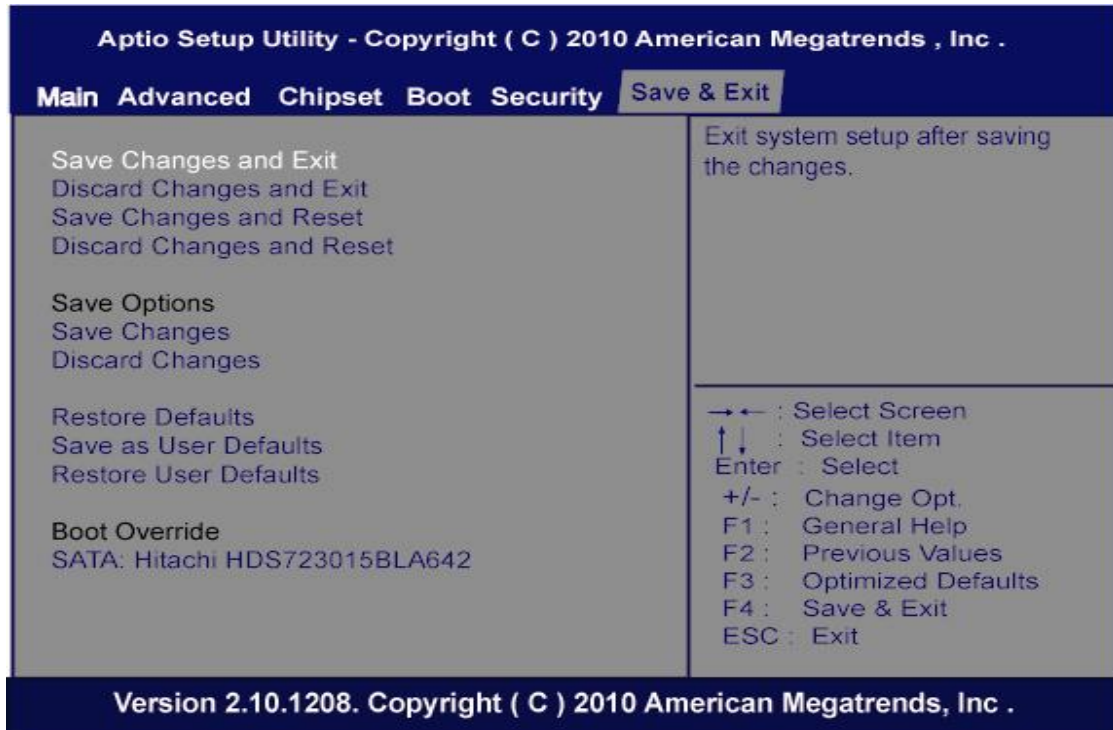 Aptio Setup Utility - Copyright ( C ) 2010 American Megatrends , Inc .
Main Advanced Chipset Boot Security Save & Exit
Save Changes and Exit
Discard Changes and Exit
Save Changes and Reset
Discard Changes and Reset
Save Options
Save Changes
Discard Changes
Restore Defaults
Save as User Defaults
Restore User Defaults
Boot Override
SATA: Hitachi HDS723015BLA642
Exit system setup after saving
the changes.
→← : Select Screen
↑↓ : Select Item
Enter : Select
+/- : Change Opt.
F1 : General Help
F2 : Previous Values
F3 : Optimized Defaults
F4 : Save & Exit
ESC : Exit
Version 2.10.1208. Copyright ( C ) 2010 American Megatrends, Inc .